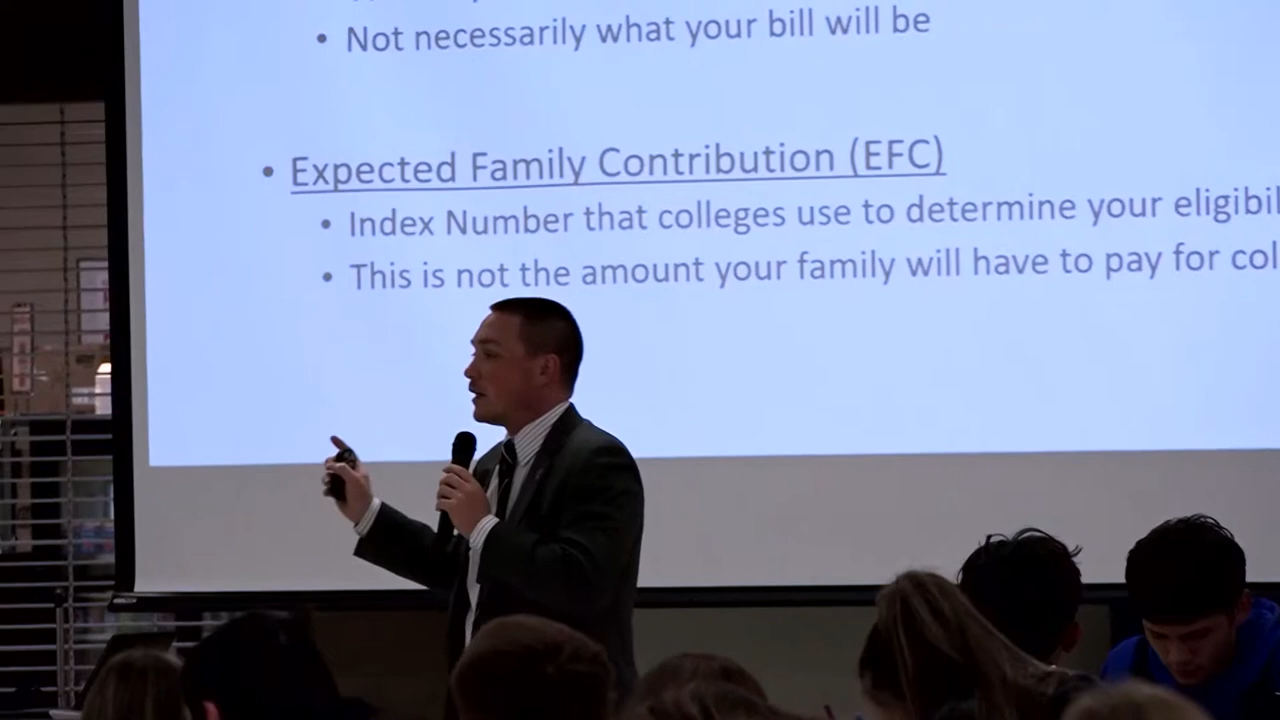 • Not necessarily what your bill will be
• Expected Family Contribution (EFC)
• Index Number that colleges use to determine your
• This is not the amount your family will have to pay for